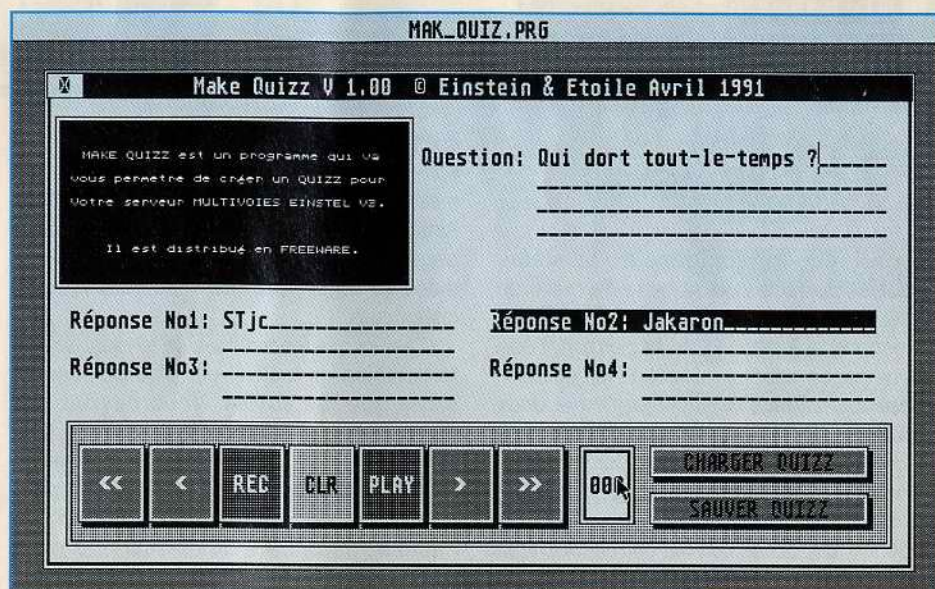 MAK_QUIZ.PRG
Make Quizz V 1.00 © Einstein & Etoile Avril 1991
MAKE QUIZZ est un programme qui va
vous permetre de créer un QUIZZ pour
Votre serveur MULTIVOIES EINSTEL V2.
Il est distribué en FREEWARE.
Question: Qui dort tout-le-temps ?
Réponse No1: STjc
Réponse No2: Jakaron
Réponse No3:
Réponse No4:
<< < REC CLR PLAY > >> 000
CHARGER QUIZZ
SAUVER QUIZZ